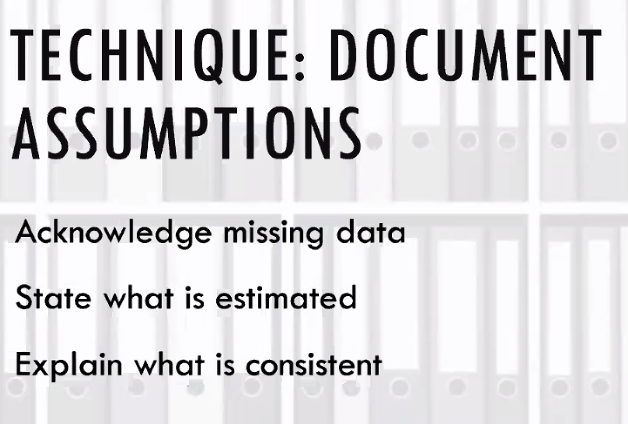 TECHNIQUE: DOCUMENT
ASSUMPTIONS
Acknowledge missing data
State what is estimated
Explain what is consistent